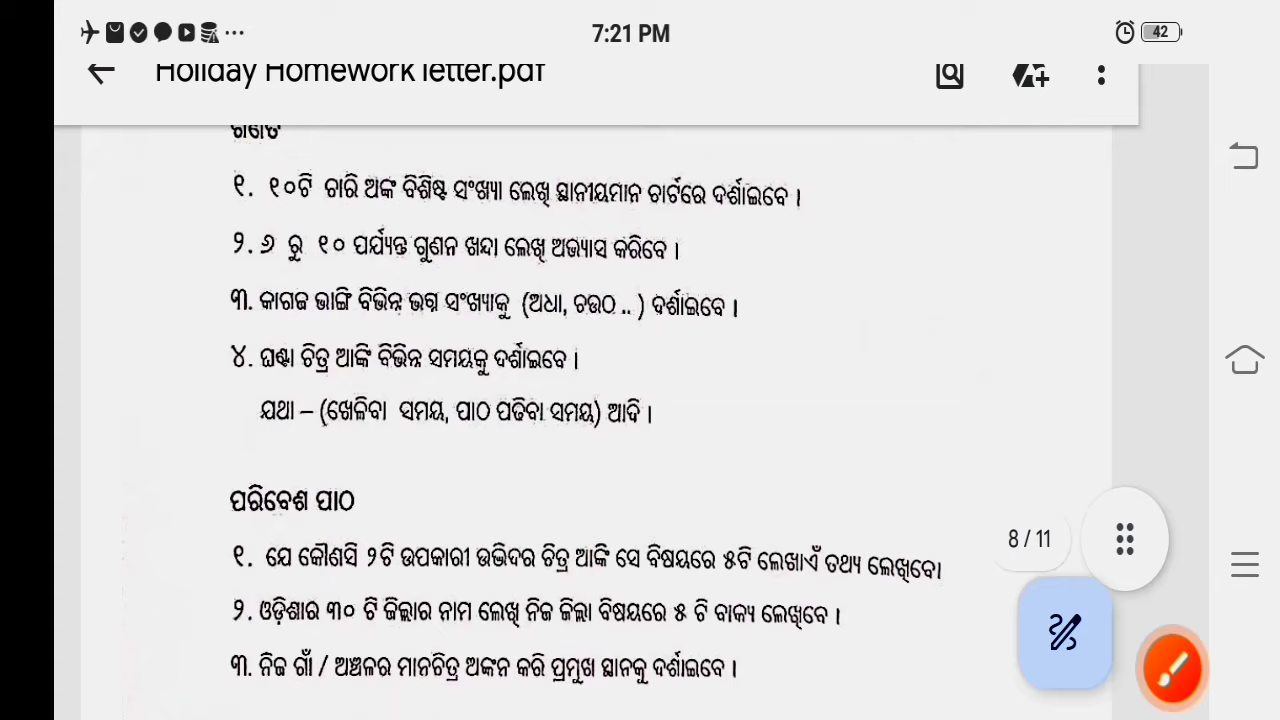 7:21 PM
42
Holiday Homework letter.pdf
ଗଣିତ
୧. ୧୦ଟି ଚାରି ଅଙ୍କ ବିଶିଷ୍ଟ ସଂଖ୍ୟା ଲେଖି ସ୍ଥାନୀୟମାନ ଚାର୍ଟରେ ଦର୍ଶାଇବେ ।
୨. ୬ ରୁ ୧୦ ପର୍ଯ୍ୟନ୍ତ ଗୁଣନ ଖନ୍ଦା ଲେଖି ଅଭ୍ୟାସ କରିବେ ।
୩. କାଗଜ ଭାଙ୍ଗି ବିଭିନ୍ନ ଭଗ୍ନ ସଂଖ୍ୟାକୁ (ଅଧା, ଚଉଠ .. ) ଦର୍ଶାଇବେ ।
୪. ଘଣ୍ଟା ଚିତ୍ର ଆଙ୍କି ବିଭିନ୍ନ ସମୟକୁ ଦର୍ଶାଇବେ ।
ଯଥା – (ଖେଳିବା ସମୟ, ପାଠ ପଢିବା ସମୟ) ଆଦି ।
ପରିବେଶ ପାଠ
୧. ଯେ କୌଣସି ୨ଟି ଉପକାରୀ ଉଦ୍ଭିଦର ଚିତ୍ର ଆଙ୍କି ସେ ବିଷୟରେ ୫ଟି ଲେଖାଏଁ ତଥ୍ୟ ଲେଖିବେ।
୨. ଓଡ଼ିଶାର ୩୦ ଟି ଜିଲ୍ଲାର ନାମ ଲେଖି ନିଜ ଜିଲ୍ଲା ବିଷୟରେ ୫ ଟି ବାକ୍ୟ ଲେଖିବେ ।
୩. ନିଜ ଗାଁ / ଅଞ୍ଚଳର ମାନଚିତ୍ର ଅଙ୍କନ କରି ପ୍ରମୁଖ ସ୍ଥାନକୁ ଦର୍ଶାଇବେ ।
8 / 11